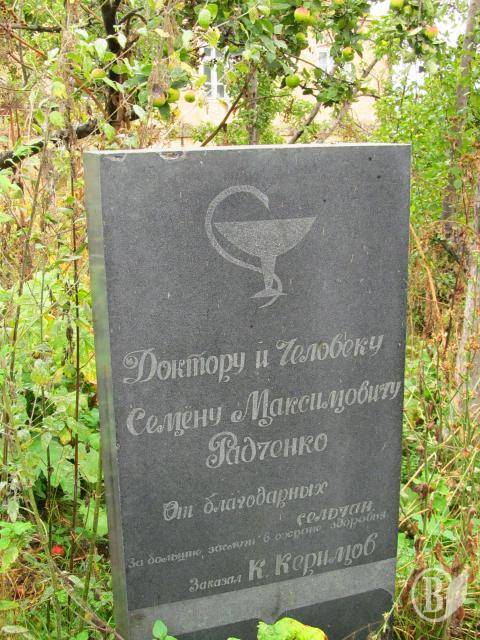 Доктору и Человеку
Семёну Максимовичу
Радченко
От благодарных
сельчан
За большие заслуги в охране здоровья
Заказал К. Керимов
В